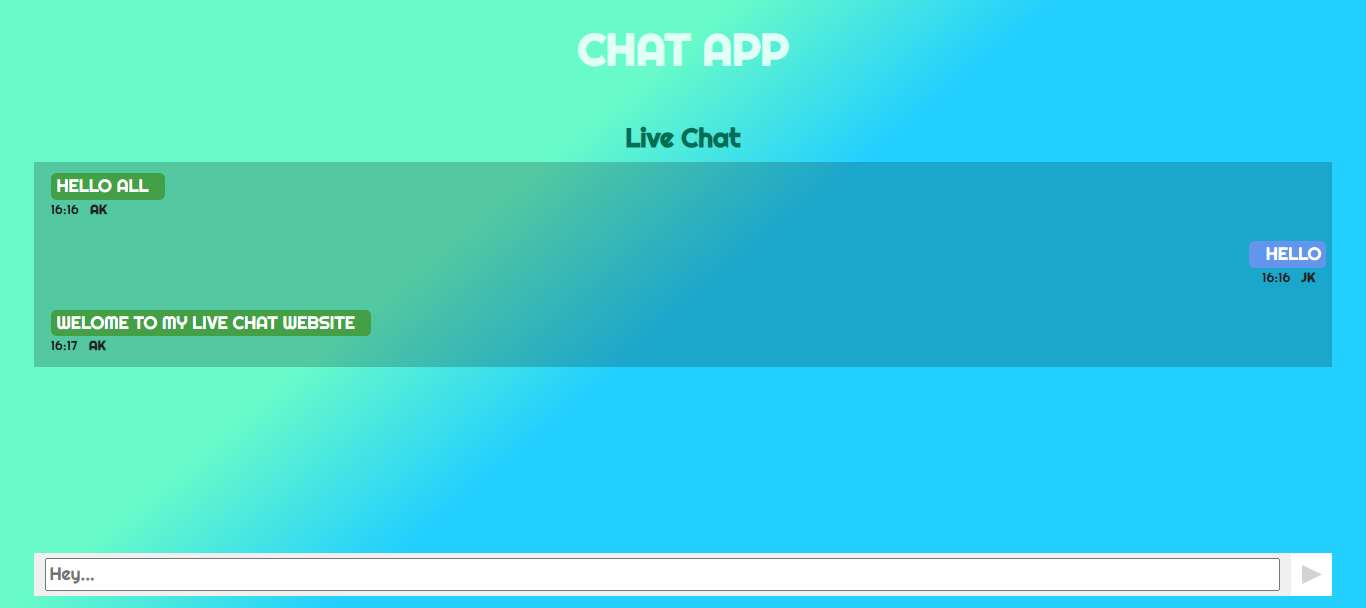 CHAT APP
Live Chat
HELLO ALL
16:16 AK
HELLO
16:16 JK
WELOME TO MY LIVE CHAT WEBSITE
16:17 AK
Hey...